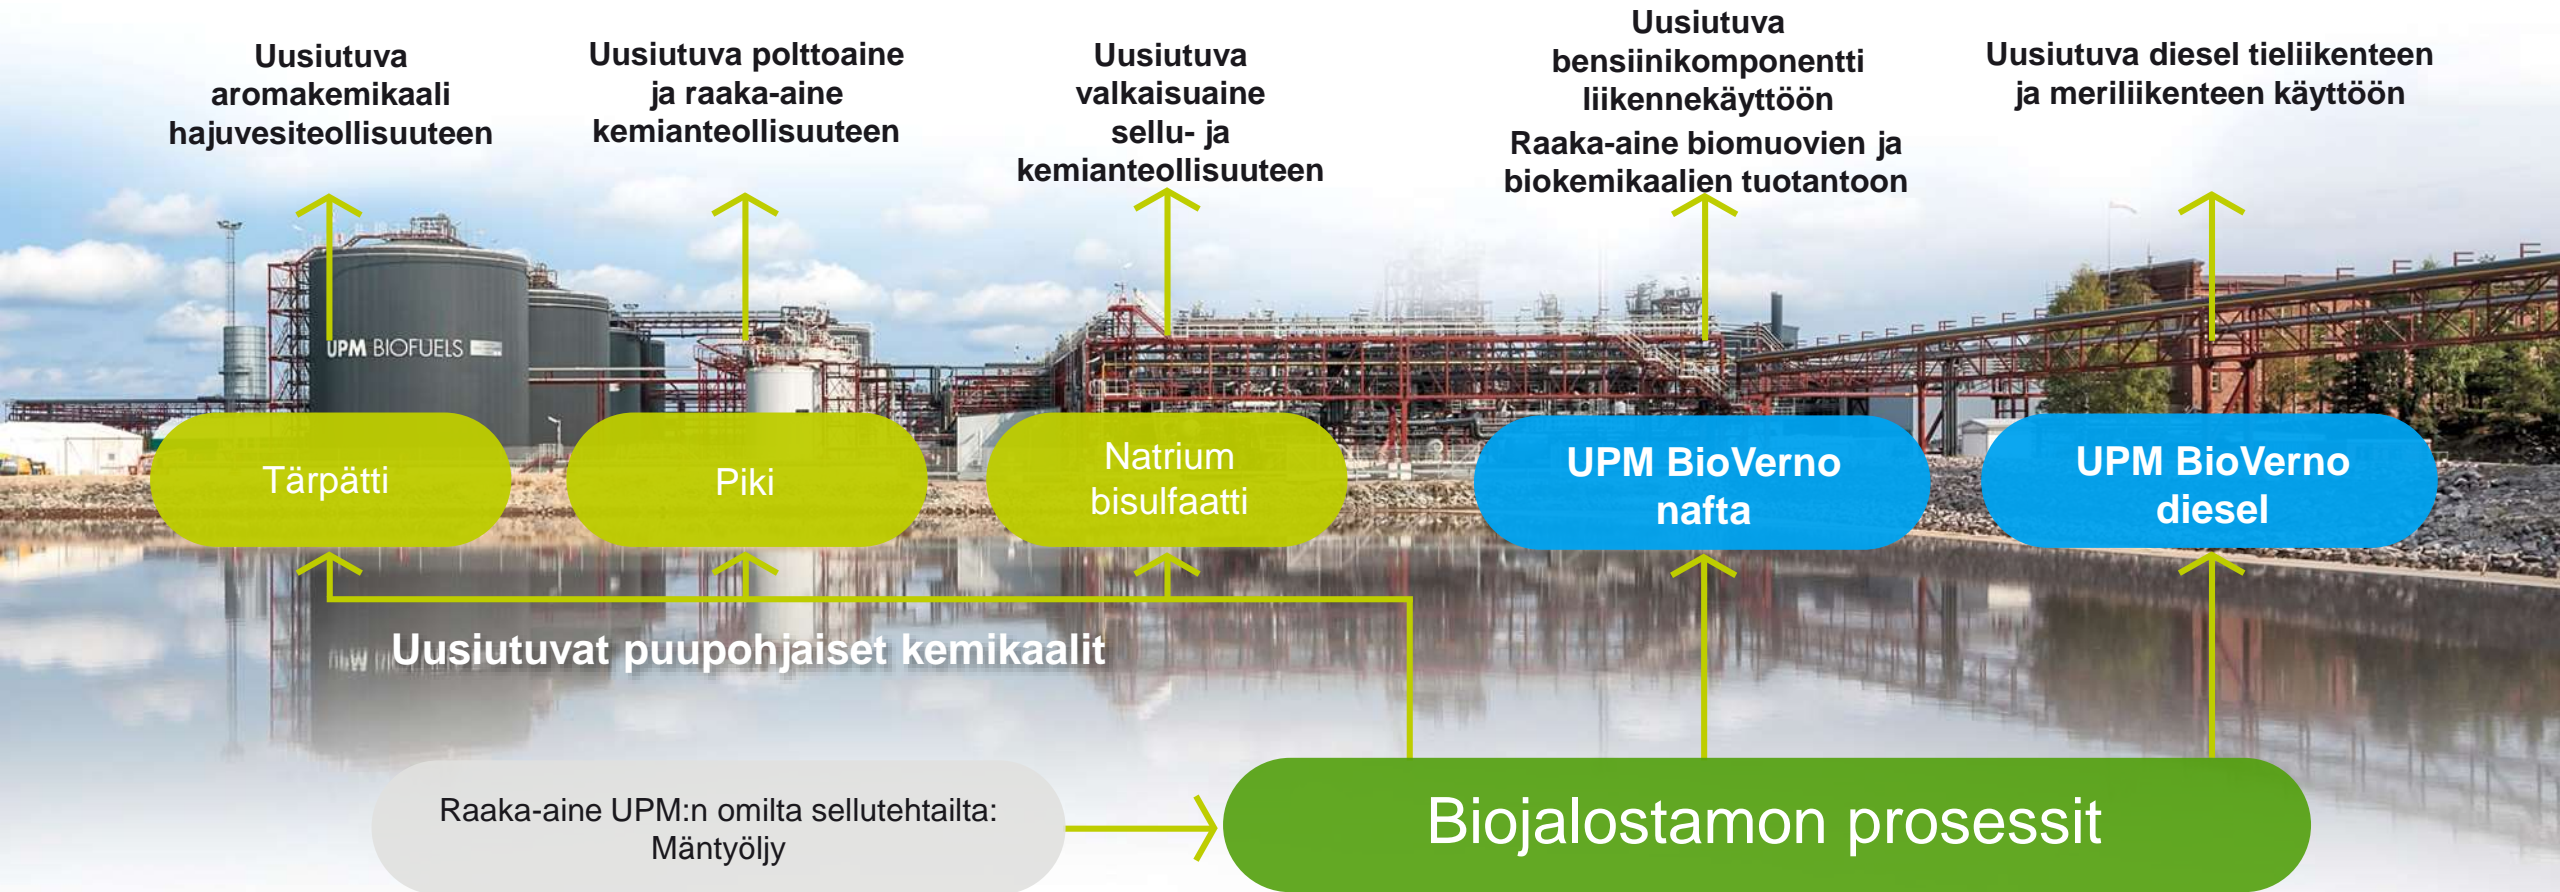 Uusiutuva
aromakemikaali
hajuvesiteollisuuteen
Uusiutuva polttoaine
ja raaka-aine
kemianteollisuuteen
Uusiutuva
valkaisuaine
sellu- ja
kemianteollisuuteen
Uusiutuva
bensiinikomponentti
liikennekäyttöön
Raaka-aine biomuovien ja
biokemikaalien tuotantoon
Uusiutuva diesel tieliikenteen
ja meriliikenteen käyttöön
UPM BIOFUELS
Tärpätti
Piki
Natrium
bisulfaatti
UPM BioVerno
nafta
UPM BioVerno
diesel
Uusiutuvat puupohjaiset kemikaalit
Raaka-aine UPM:n omilta sellutehtailta:
Mäntyöljy
Biojalostamon prosessit